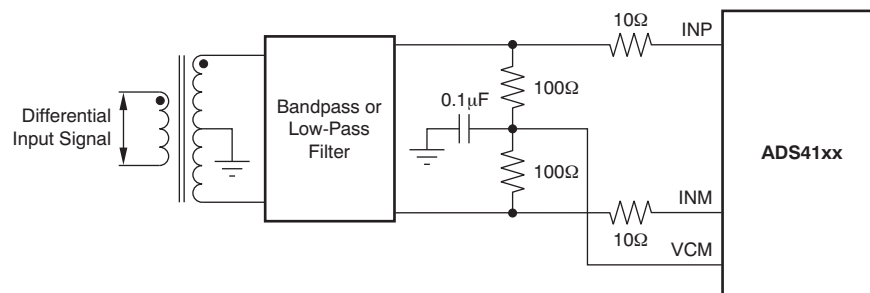 10Ω
INP
100Ω
0.1μF
Differential
Input Signal
Bandpass or
Low-Pass
Filter
ADS41xx
100Ω
INM
10Ω
VCM